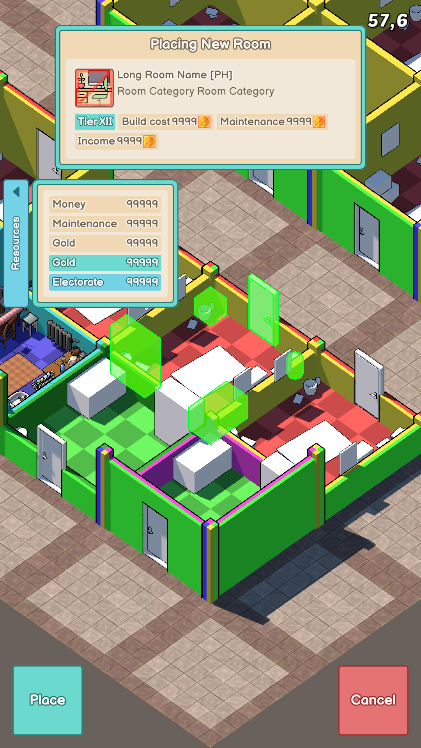 57,6
Placing New Room
Long Room Name [PH]
Room Category Room Category
Tier XII Build cost 9999 Maintenance 9999
Income 9999
Resources
Money 99999
Maintenance 99999
Gold 99999
Gold 99999
Electorate 99999
Place Cancel